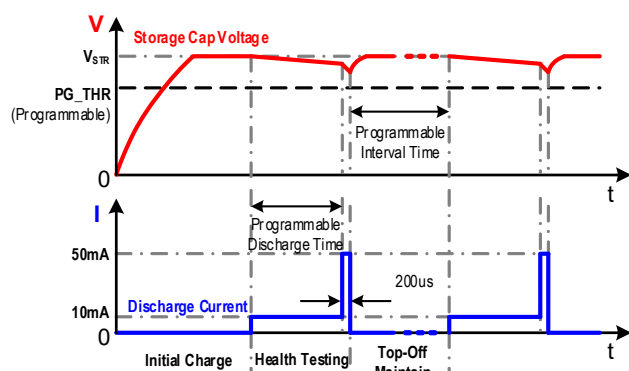 V
Storage Cap Voltage
VSTR
PG_THR
(Programmable)
Programmable
Interval Time
0
t
I
Programmable
Discharge Time
50mA
200us
Discharge Current
10mA
0
t
Initial Charge
Health Testing
Top-Off
Maintain